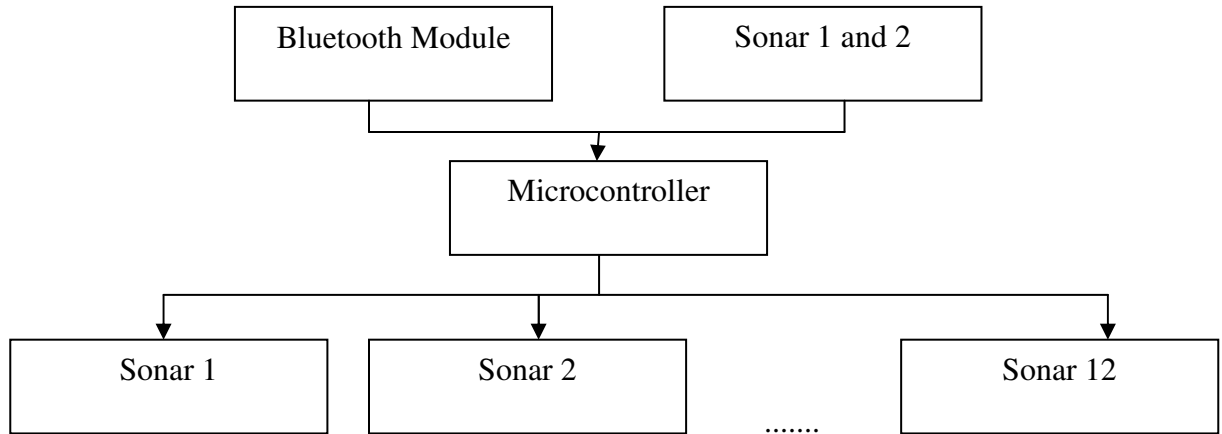 Bluetooth Module
Sonar 1 and 2
Microcontroller
Sonar 1
Sonar 2
.......
Sonar 12